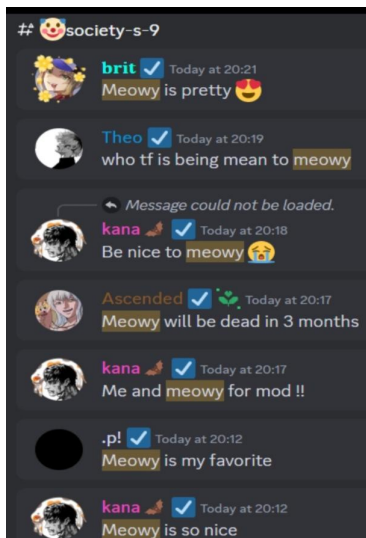 # 🤡society-s-9
brit Today at 20:21
Meowy is pretty 😍
Theo Today at 20:19
who tf is being mean to meowy
Message could not be loaded.
kana Today at 20:18
Be nice to meowy 😭
Ascended Today at 20:17
Meowy will be dead in 3 months
kana Today at 20:17
Me and meowy for mod !!
.p! Today at 20:12
Meowy is my favorite
kana Today at 20:12
Meowy is so nice